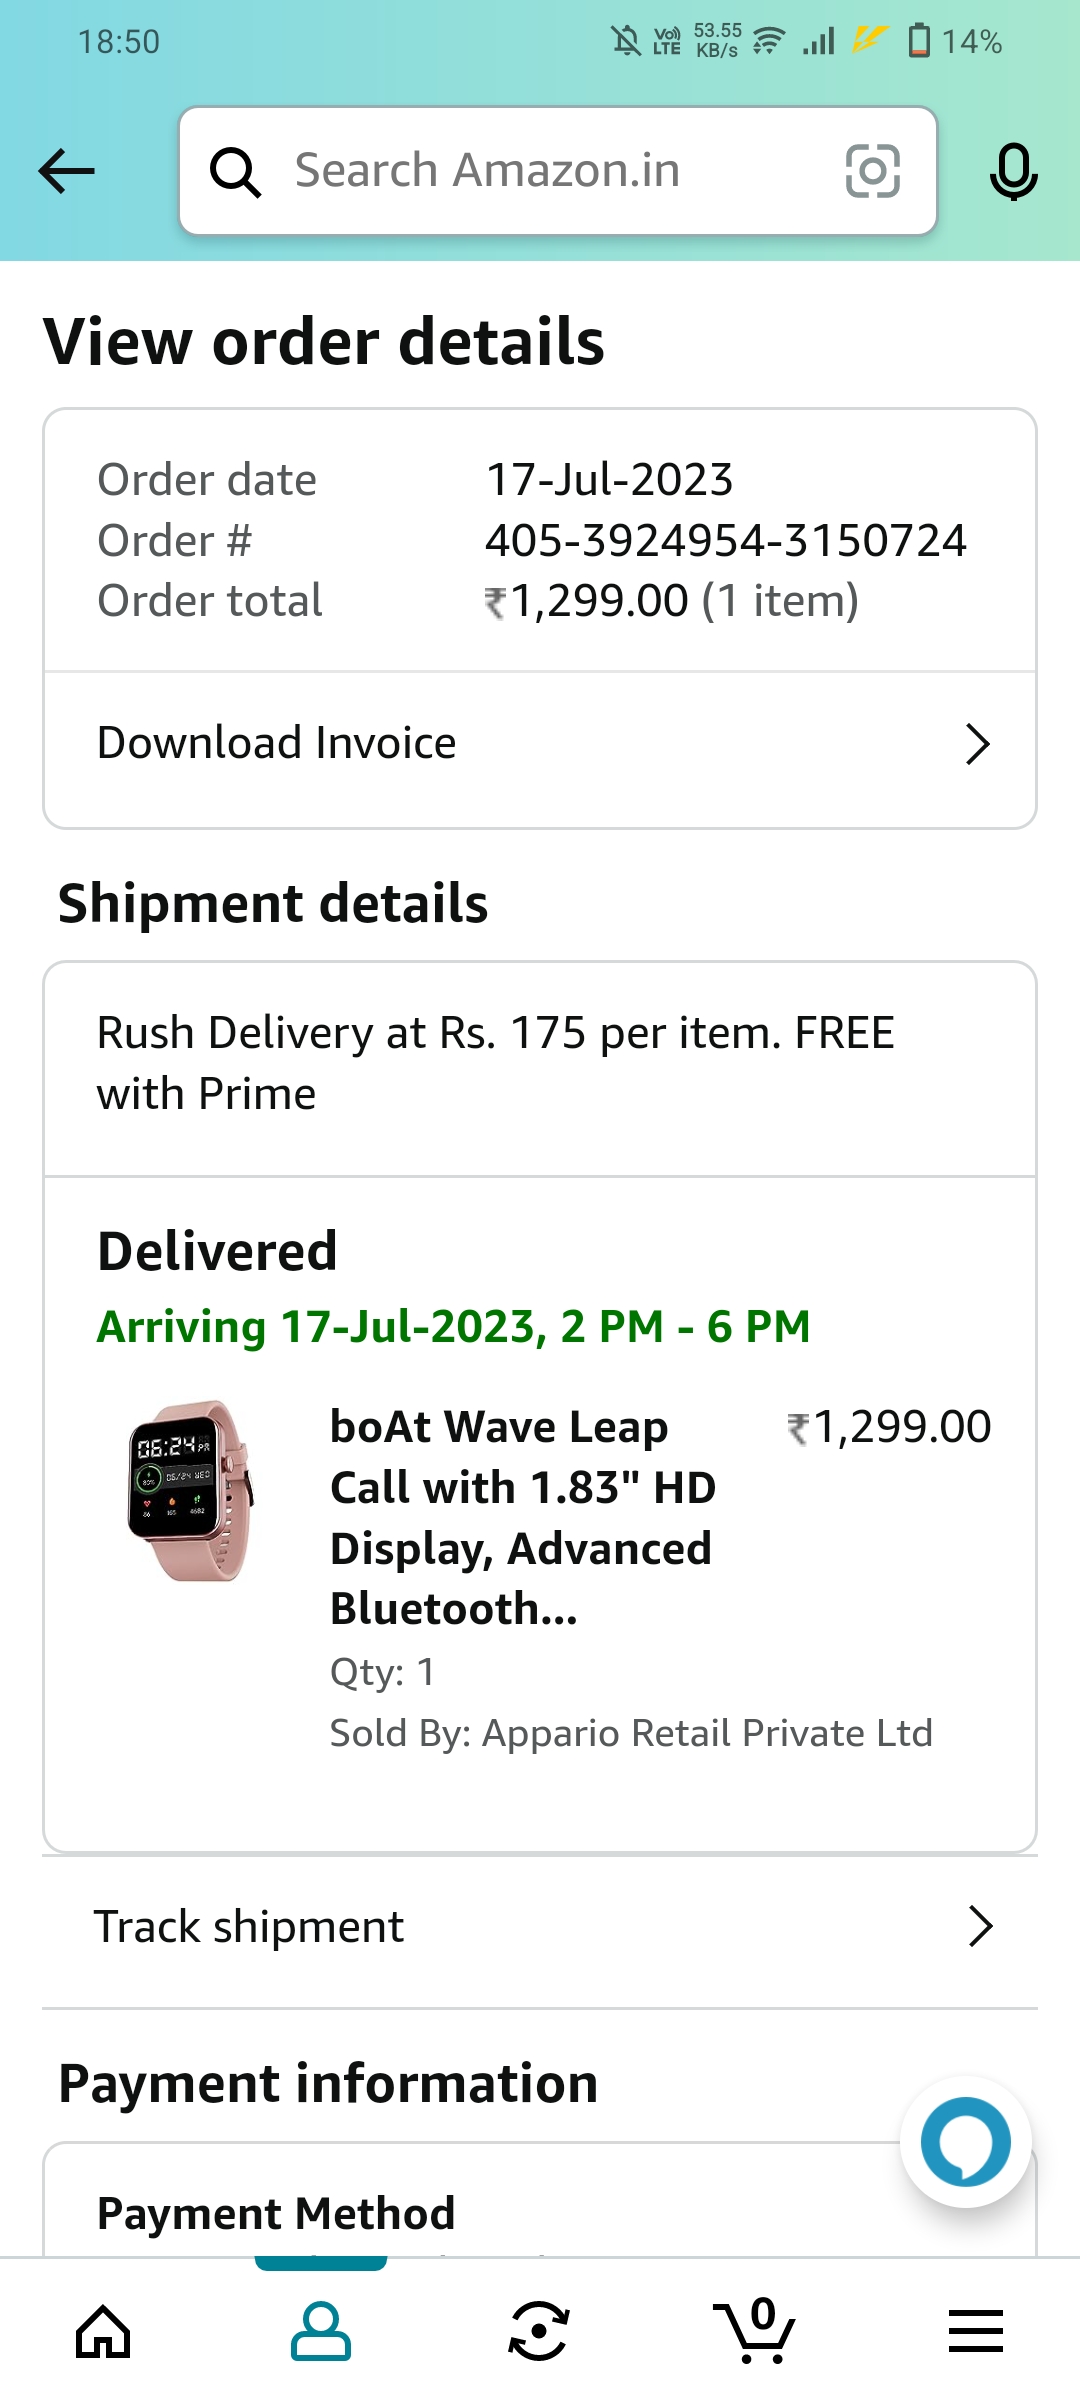 18:50
Vo)) LTE
53.55 KB/s
14%
Search Amazon.in
View order details
Order date 17-Jul-2023
Order # 405-3924954-3150724
Order total ₹1,299.00 (1 item)
Download Invoice
Shipment details
Rush Delivery at Rs. 175 per item. FREE
with Prime
Delivered
Arriving 17-Jul-2023, 2 PM - 6 PM
06:24
boAt Wave Leap ₹1,299.00
Call with 1.83" HD
Display, Advanced
Bluetooth...
Qty: 1
Sold By: Appario Retail Private Ltd
Track shipment
Payment information
Payment Method
0